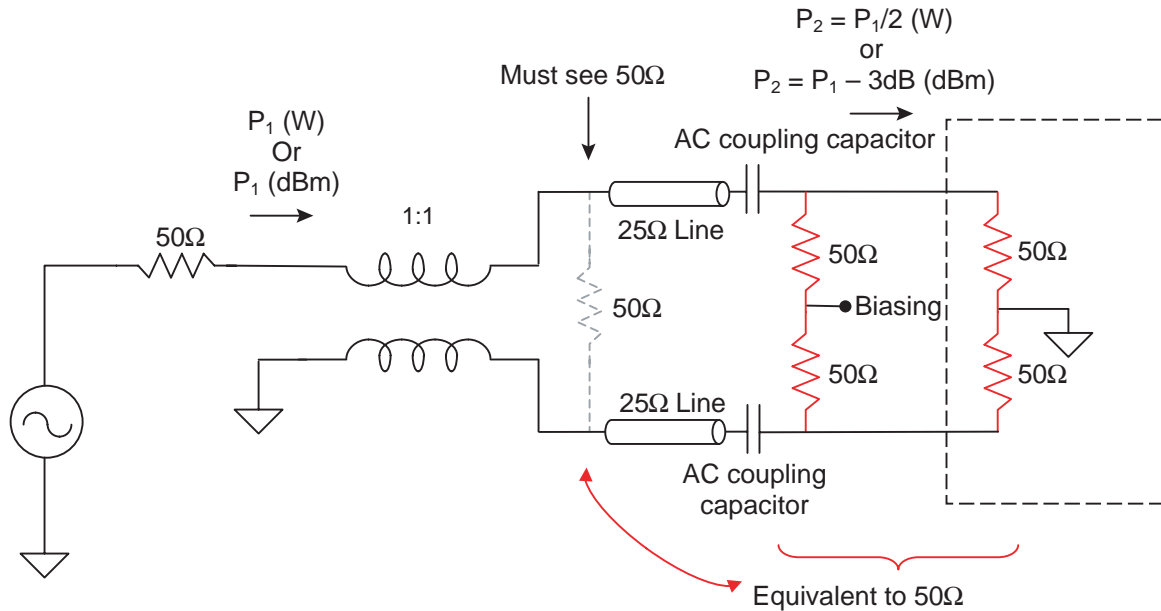 P₂ = P₁/2 (W)
or
P₂ = P₁ – 3dB (dBm)
Must see 50Ω
P₁ (W)
Or
P₁ (dBm)
AC coupling capacitor
1:1
50Ω
25Ω Line
50Ω
50Ω
50Ω
Biasing
50Ω
50Ω
25Ω Line
AC coupling
capacitor
Equivalent to 50Ω